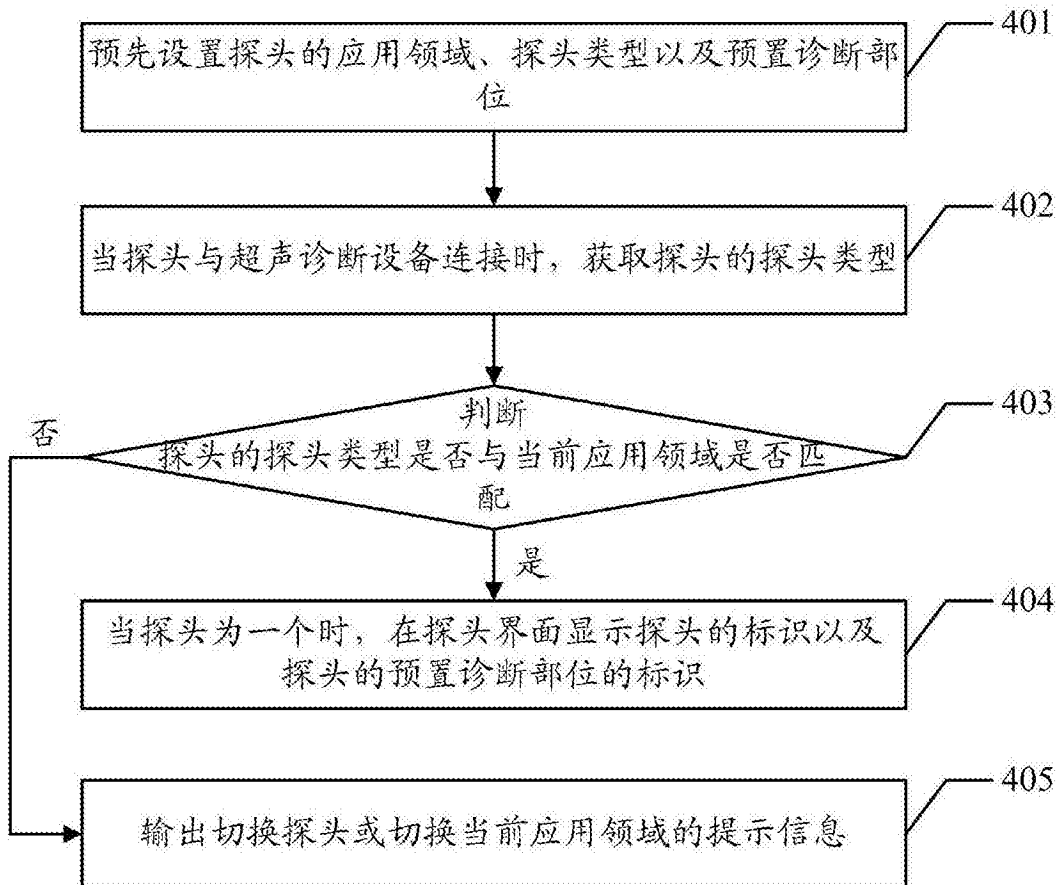 401
预先设置探头的应用领域、探头类型以及预置诊断部
位
402
当探头与超声诊断设备连接时，获取探头的探头类型
403
否
判断
探头的探头类型是否与当前应用领域是否匹
配
是
404
当探头为一个时，在探头界面显示探头的标识以及
探头的预置诊断部位的标识
405
输出切换探头或切换当前应用领域的提示信息